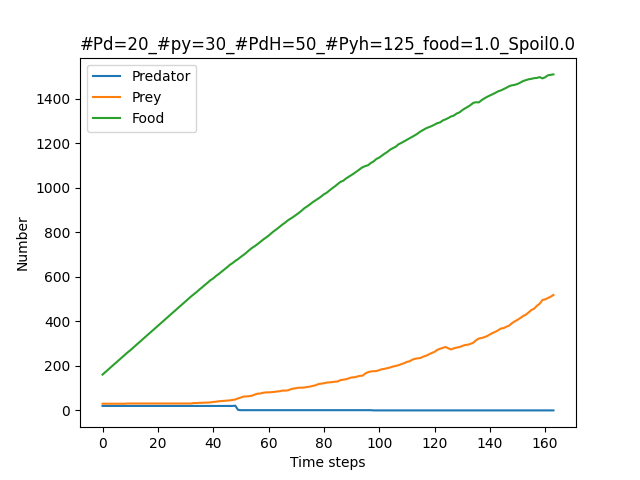 #Pd=20_#py=30_#PdH=50_#Pyh=125_food=1.0_Spoil0.0
Predator
Prey
Food
1400
1200
1000
800
600
400
200
0
Number
0 20 40 60 80 100 120 140 160
Time steps